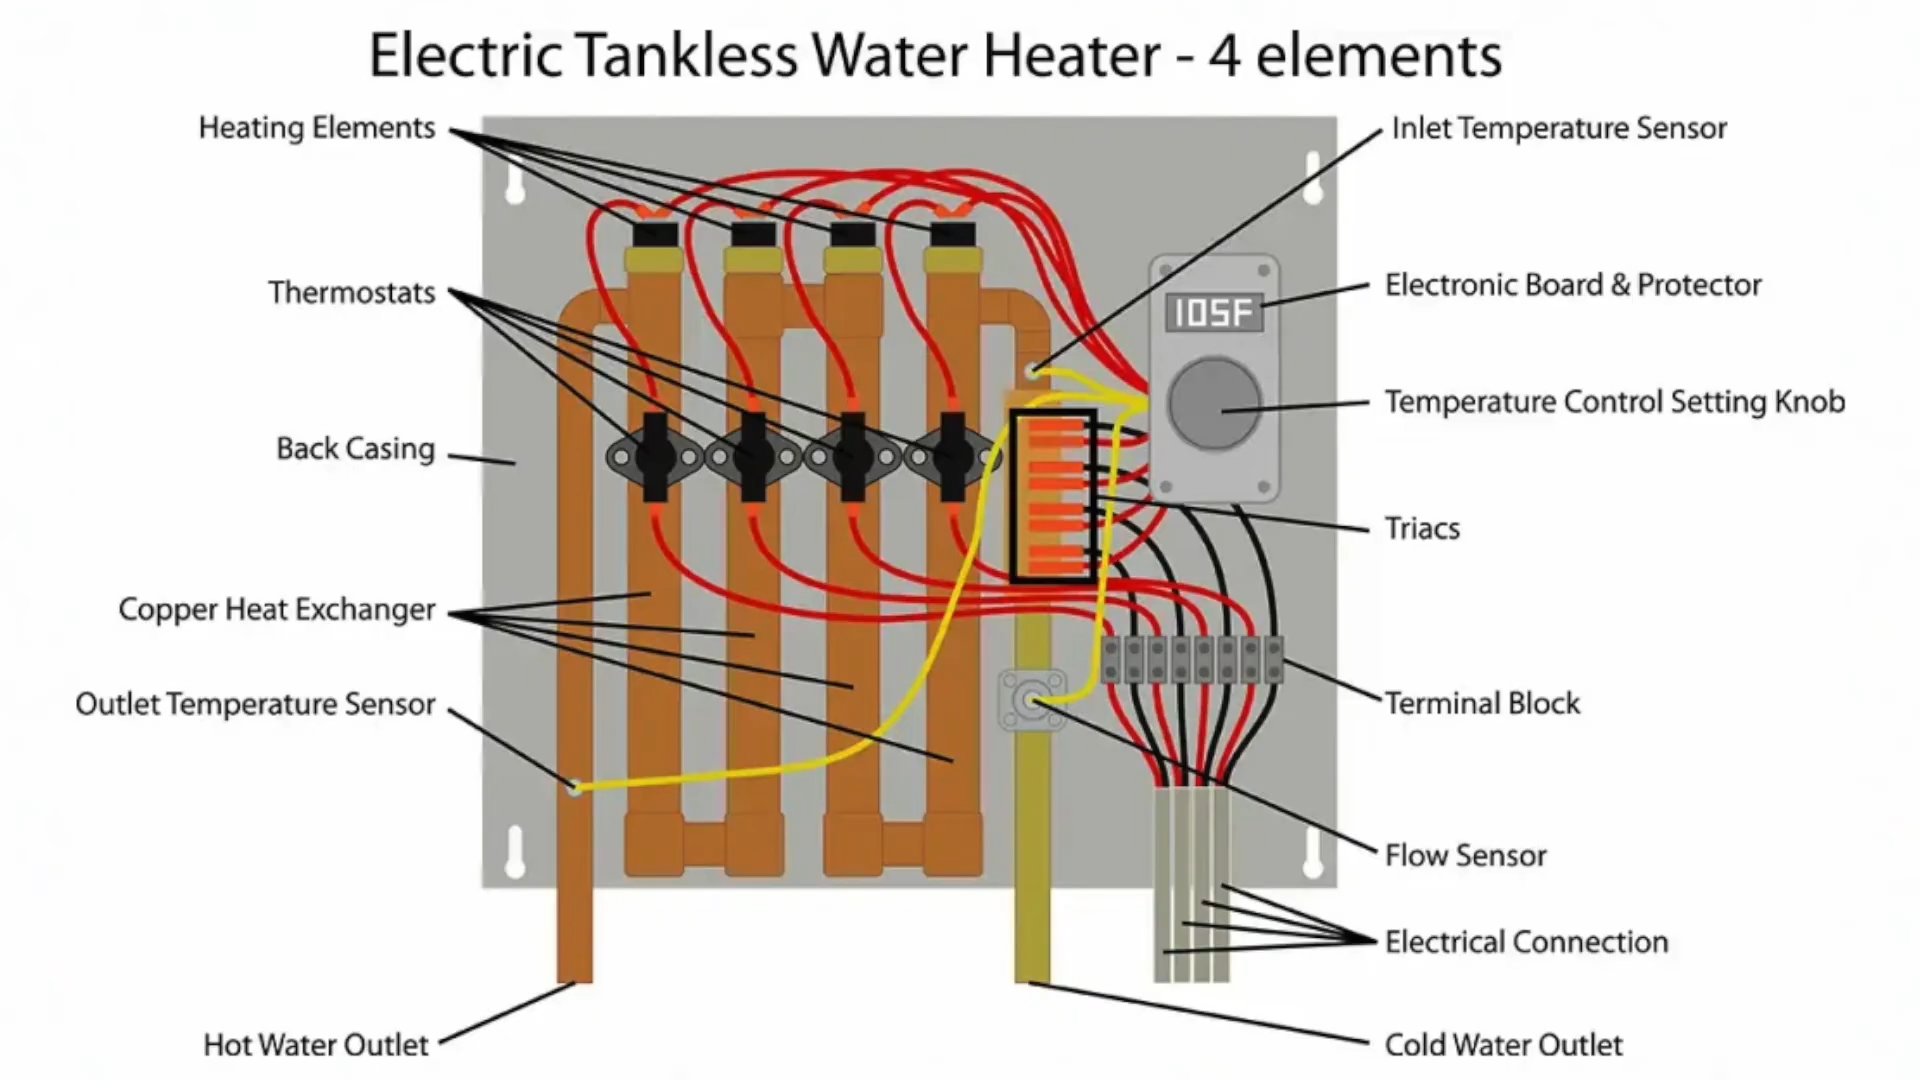 Electric Tankless Water Heater - 4 elements
Heating Elements
Inlet Temperature Sensor
Thermostats
Electronic Board & Protector
105F
Temperature Control Setting Knob
Back Casing
Triacs
Copper Heat Exchanger
Outlet Temperature Sensor
Terminal Block
Flow Sensor
Electrical Connection
Hot Water Outlet
Cold Water Outlet